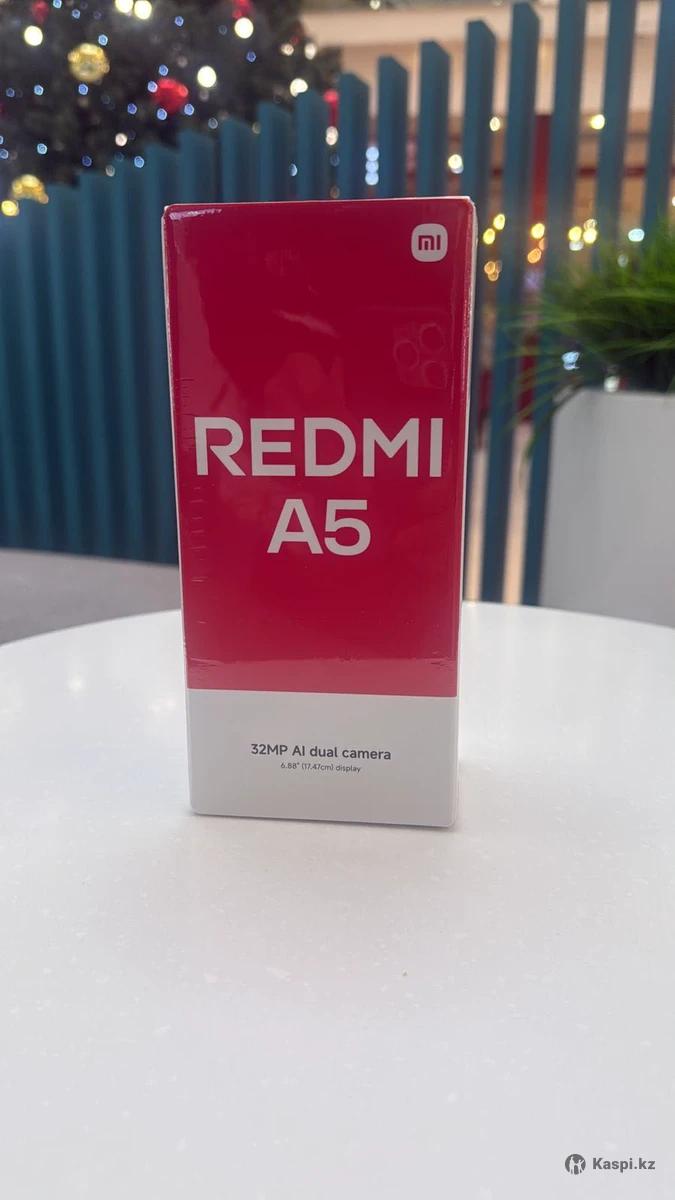 mi
REDMI
A5
32MP AI dual camera
6.88" (17.47cm) display
Kaspi.kz